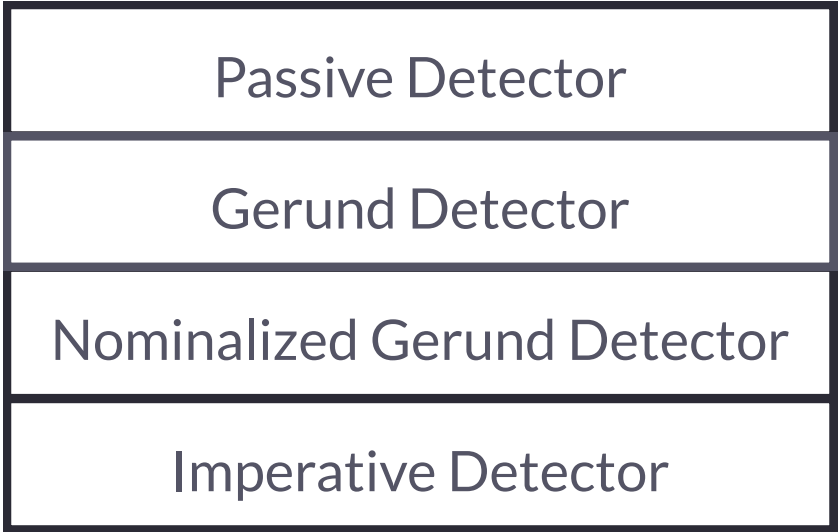 Passive Detector
Gerund Detector
Nominalized Gerund Detector
Imperative Detector